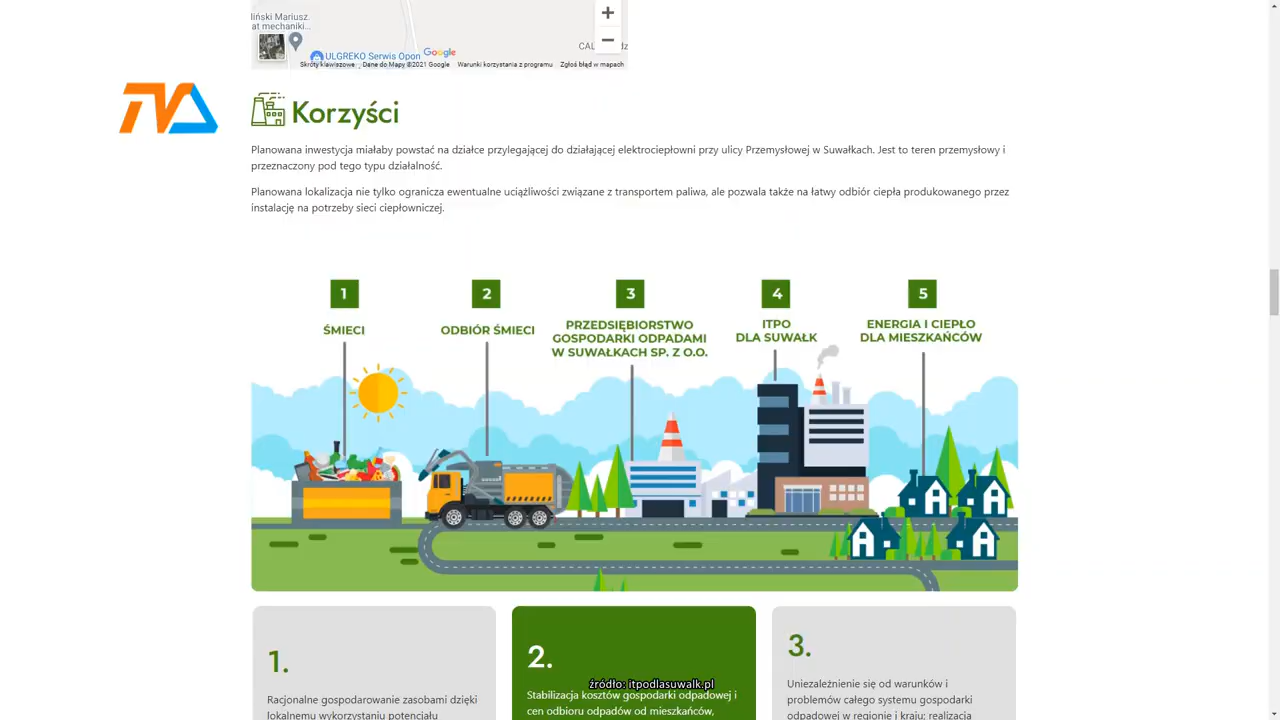 liński Mariusz.
at mechaniki...
ULGREKO Serwis Opon
Google
Skróty klawiszowe
Dane do Mapy ©2021 Google
Warunki korzystania z programu
Zgłoś błąd w mapach
TVA
Korzyści
Planowana inwestycja miałaby powstać na działce przylegającej do działającej elektrociepłowni przy ulicy Przemysłowej w Suwałkach. Jest to teren przemysłowy i
przeznaczony pod tego typu działalność.
Planowana lokalizacja nie tylko ogranicza ewentualne uciążliwości związane z transportem paliwa, ale pozwala także na łatwy odbiór ciepła produkowanego przez
instalację na potrzeby sieci ciepłowniczej.
1
ŚMIECI
2
ODBIÓR ŚMIECI
3
PRZEDSIĘBIORSTWO
GOSPODARKI ODPADAMI
W SUWAŁKACH SP. Z O.O.
4
ITPO
DLA SUWAŁK
5
ENERGIA I CIEPŁO
DLA MIESZKAŃCÓW
1.
Racjonalne gospodarowanie zasobami dzięki
lokalnemu wykorzystaniu potencjału
2.
Stabilizacja kosztów gospodarki odpadowej i
cen odbioru odpadów od mieszkańców,
3.
Uniezależnienie się od warunków i
problemów całego systemu gospodarki
odpadowej w regionie i kraju; realizacja
źródło: itpodlasuwalk.pl